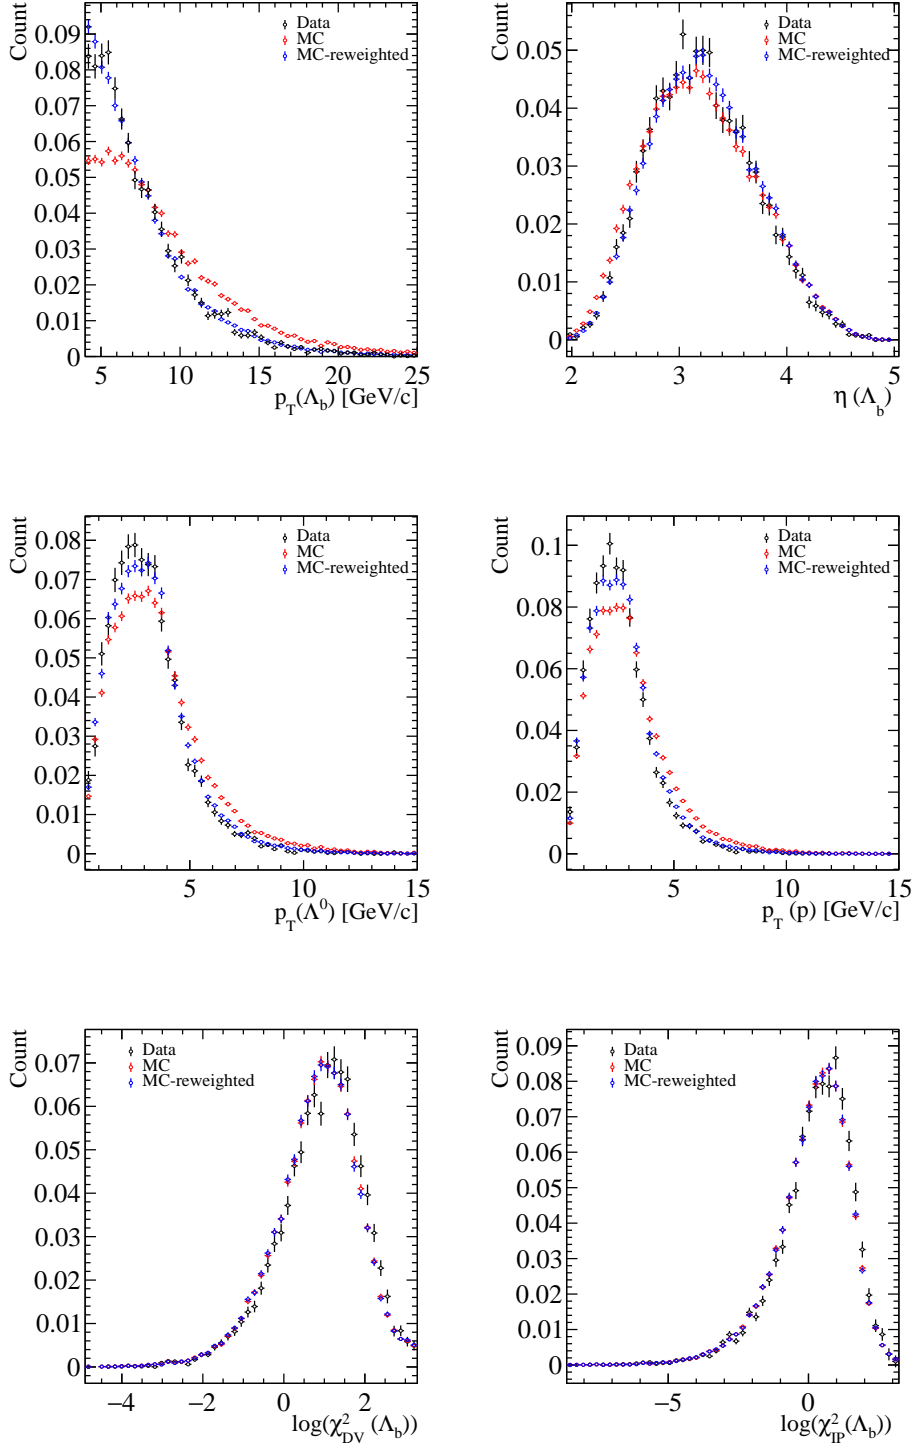 Count
Data
MC
MC-reweighted
0.09
0.08
0.07
0.06
0.05
0.04
0.03
0.02
0.01
0
5 10 15 20 25
p_T(Λ_b) [GeV/c]
Count
Data
MC
MC-reweighted
0.05
0.04
0.03
0.02
0.01
0
2 3 4 5
η (Λ_b)
Count
Data
MC
MC-reweighted
0.08
0.07
0.06
0.05
0.04
0.03
0.02
0.01
0
5 10 15
p_T(Λ⁰) [GeV/c]
Count
Data
MC
MC-reweighted
0.1
0.08
0.06
0.04
0.02
0
5 10 15
p_T (p) [GeV/c]
Count
Data
MC
MC-reweighted
0.07
0.06
0.05
0.04
0.03
0.02
0.01
0
−4 −2 0 2
log(χ²_DV (Λ_b))
Count
Data
MC
MC-reweighted
0.09
0.08
0.07
0.06
0.05
0.04
0.03
0.02
0.01
0
−5 0
log(χ²_IP(Λ_b))